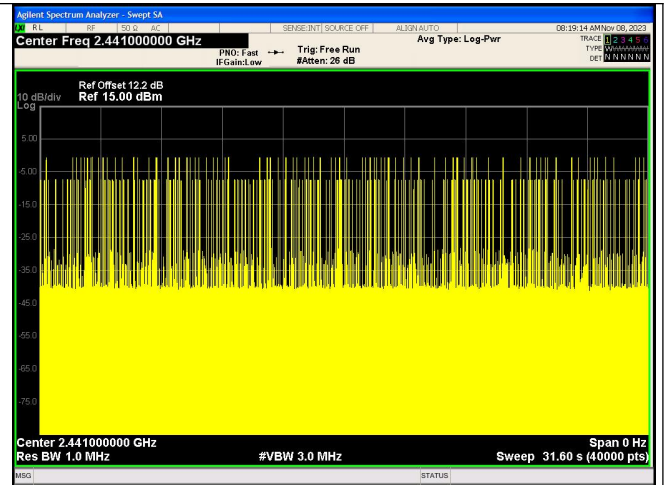 Agilent Spectrum Analyzer - Swept SA
RL RF 50 Ω AC SENSE:INT SOURCE OFF ALIGN AUTO 08:19:14 AM Nov 08, 2023
Center Freq 2.441000000 GHz Avg Type: Log-Pwr TRACE 1 2 3 4 5 6
PNO: Fast Trig: Free Run TYPE W
IFGain:Low #Atten: 26 dB DET N N N N N N
Ref Offset 12.2 dB
10 dB/div Ref 15.00 dBm
Log
5.00
-5.00
-15.0
-25.0
-35.0
-45.0
-55.0
-65.0
-75.0
Center 2.441000000 GHz Span 0 Hz
Res BW 1.0 MHz #VBW 3.0 MHz Sweep 31.60 s (40000 pts)
MSG STATUS